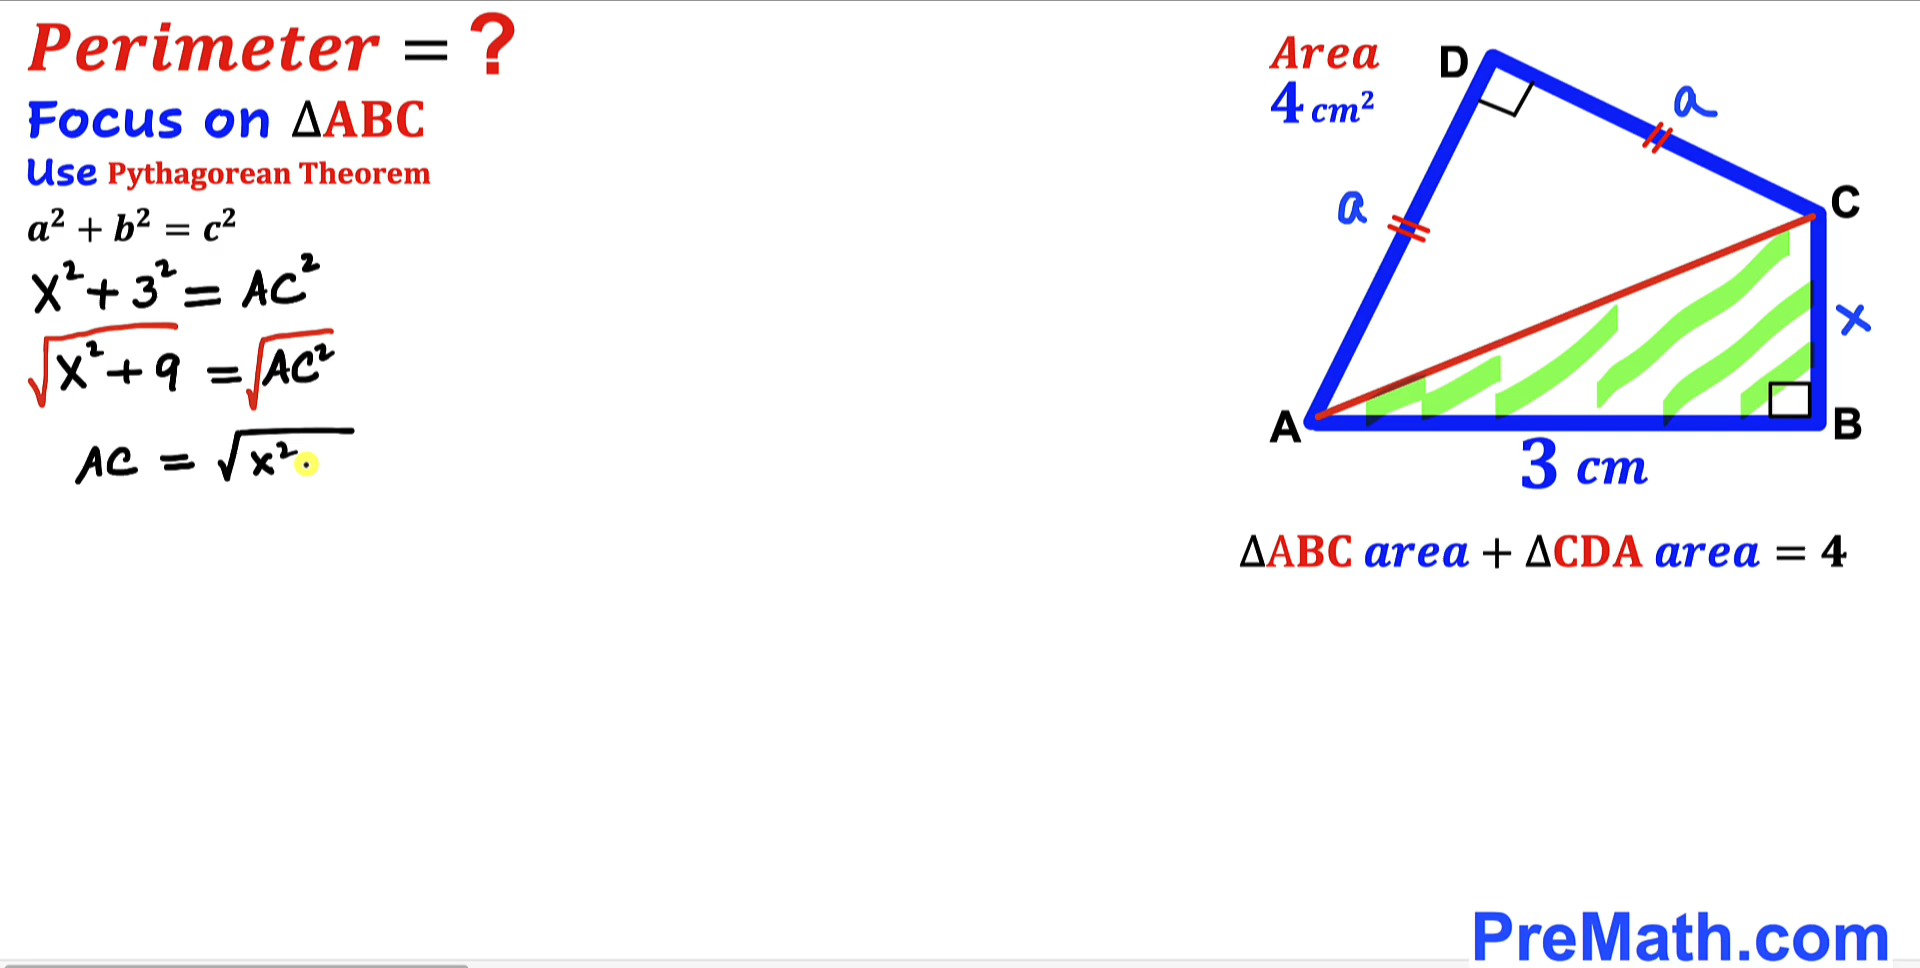 Perimeter = ?
Focus on ΔABC
Use Pythagorean Theorem
a² + b² = c²
x² + 3² = AC²
√x² + 9 = √AC²
AC = √x²
Area
4 cm²
D
a
a
C
x
A
B
3 cm
ΔABC area + ΔCDA area = 4
PreMath.com